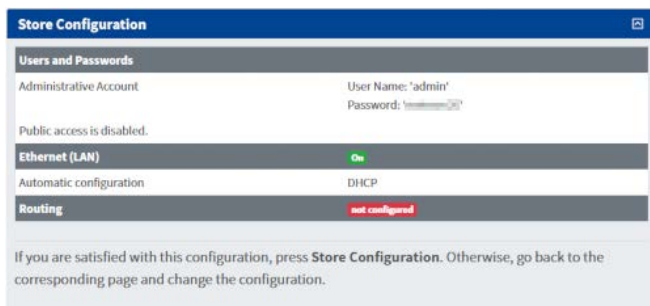 Store Configuration
Users and Passwords
Administrative Account User Name: 'admin'
Password: '
Public access is disabled.
Ethernet (LAN) On
Automatic configuration DHCP
Routing not configured
If you are satisfied with this configuration, press Store Configuration. Otherwise, go back to the
corresponding page and change the configuration.